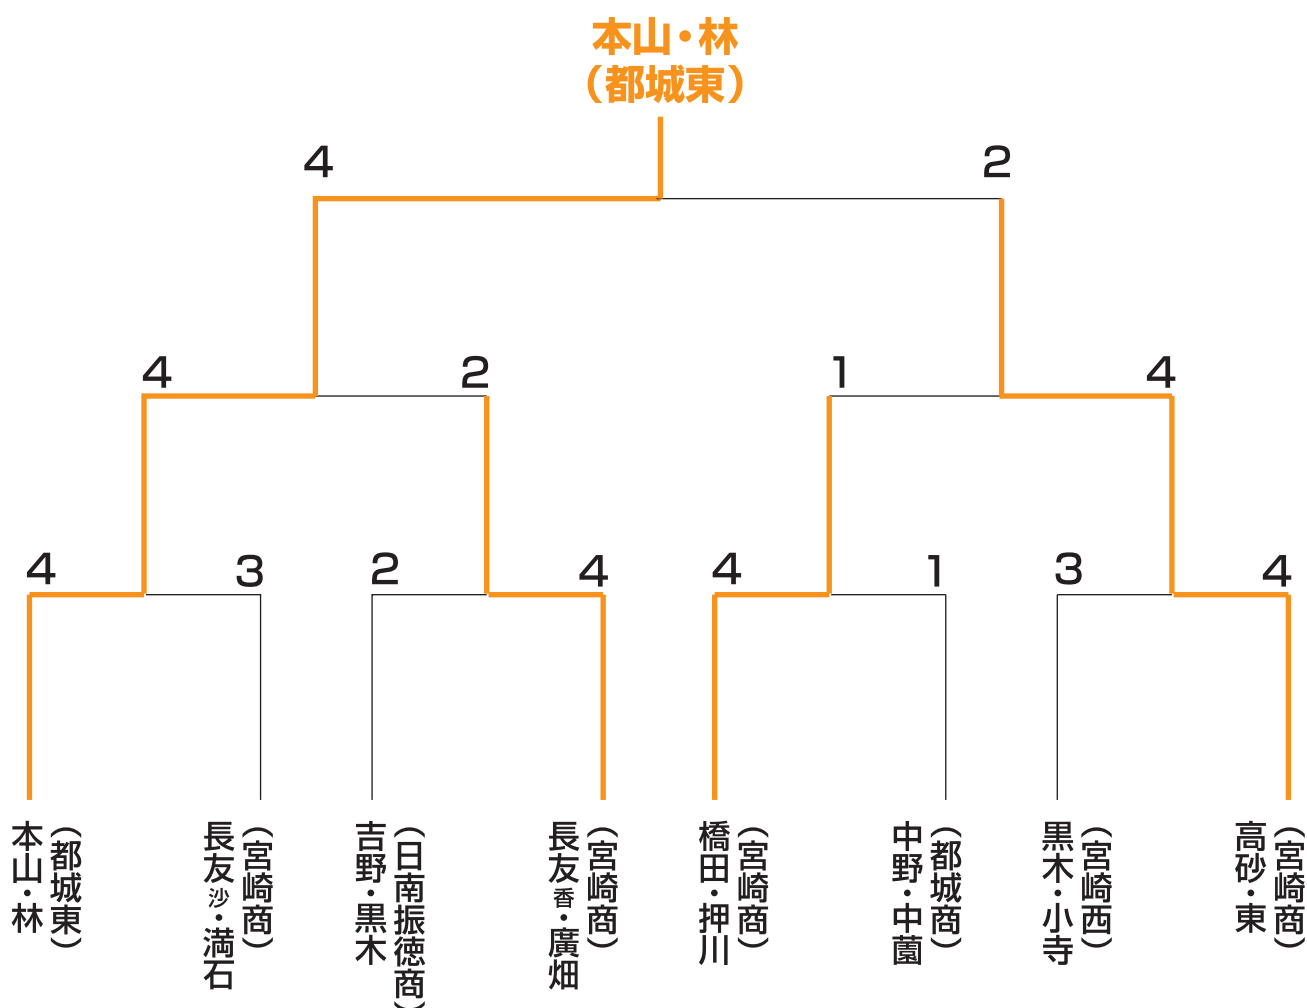 本山・林
（都城東）
4
2
4
2
1
4
4
3
2
4
4
1
3
4
本山・林
（都城東）
長友沙・満石
（宮崎商）
吉野・黒木
（日南振徳商）
長友香・廣畑
（宮崎商）
橋田・押川
（宮崎商）
中野・中薗
（都城商）
黒木・小寺
（宮崎西）
高砂・東
（宮崎商）